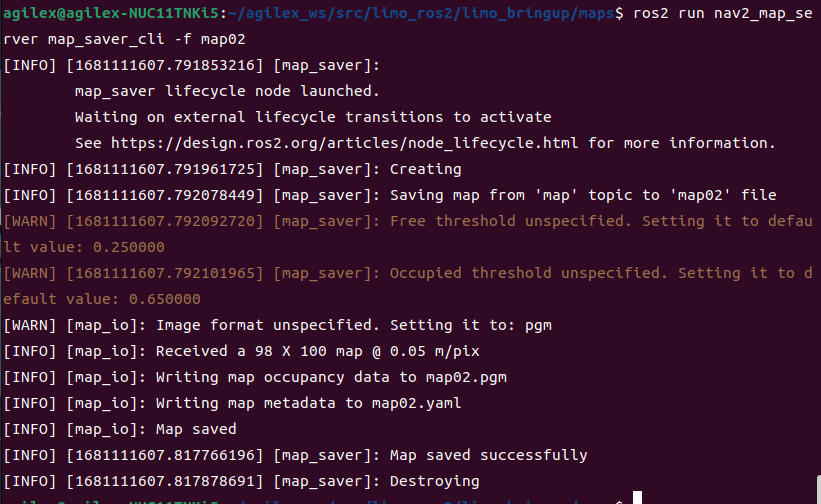 agilex@agilex-NUC11TNKi5:~/agilex_ws/src/limo_ros2/limo_bringup/maps$ ros2 run nav2_map_se
rver map_saver_cli -f map02
[INFO] [1681111607.791853216] [map_saver]:
        map_saver lifecycle node launched.
        Waiting on external lifecycle transitions to activate
        See https://design.ros2.org/articles/node_lifecycle.html for more information.
[INFO] [1681111607.791961725] [map_saver]: Creating
[INFO] [1681111607.792078449] [map_saver]: Saving map from 'map' topic to 'map02' file
[WARN] [1681111607.792092720] [map_saver]: Free threshold unspecified. Setting it to defau
lt value: 0.250000
[WARN] [1681111607.792101965] [map_saver]: Occupied threshold unspecified. Setting it to d
efault value: 0.650000
[WARN] [map_io]: Image format unspecified. Setting it to: pgm
[INFO] [map_io]: Received a 98 X 100 map @ 0.05 m/pix
[INFO] [map_io]: Writing map occupancy data to map02.pgm
[INFO] [map_io]: Writing map metadata to map02.yaml
[INFO] [map_io]: Map saved
[INFO] [1681111607.817766196] [map_saver]: Map saved successfully
[INFO] [1681111607.817878691] [map_saver]: Destroying